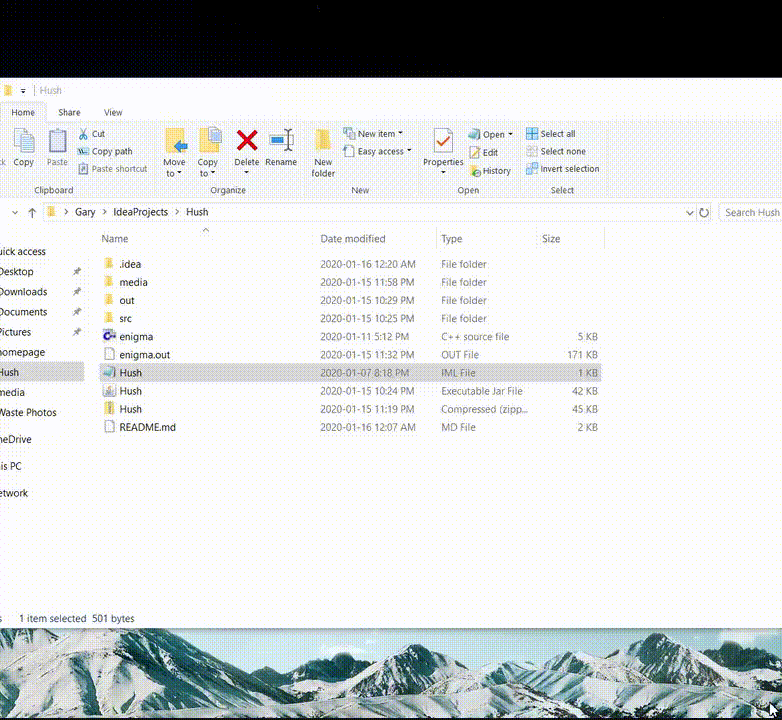 Hush
Home Share View
Copy Paste Cut
Copy path
Paste shortcut
Clipboard
Move to Copy to Delete Rename
Organize
New folder
New item
Easy access
New
Properties
Open
Edit
History
Open
Select all
Select none
Invert selection
Select
Gary > IdeaProjects > Hush
Search Hush
Name Date modified Type Size
uick access
Desktop
Downloads
Documents
Pictures
homepage
Hush
media
Waste Photos
neDrive
is PC
etwork
.idea 2020-01-16 12:20 AM File folder
media 2020-01-15 11:58 PM File folder
out 2020-01-15 10:29 PM File folder
src 2020-01-15 10:25 PM File folder
enigma 2020-01-11 5:12 PM C++ source file 5 KB
enigma.out 2020-01-15 11:32 PM OUT File 171 KB
Hush 2020-01-07 8:18 PM IML File 1 KB
Hush 2020-01-15 10:24 PM Executable Jar File 42 KB
Hush 2020-01-15 11:19 PM Compressed (zipp... 45 KB
README.md 2020-01-16 12:07 AM MD File 2 KB
1 item selected 501 bytes